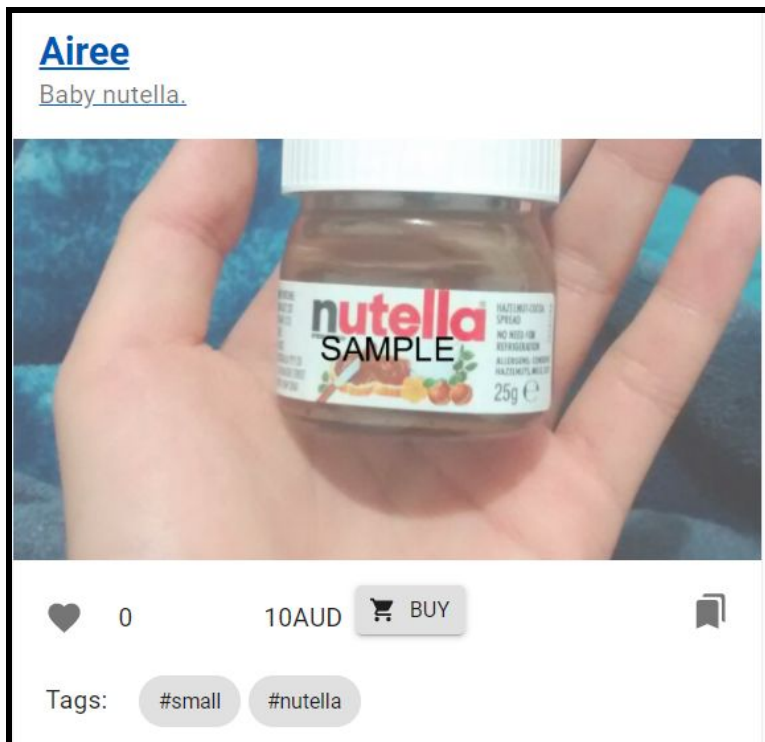 Airee
Baby nutella.
nutella
SAMPLE
HAZELNUT-COCOA
SPREAD
NO NEED FOR
REFRIGERATION
25g ℮
0
10AUD
BUY
Tags:
#small
#nutella